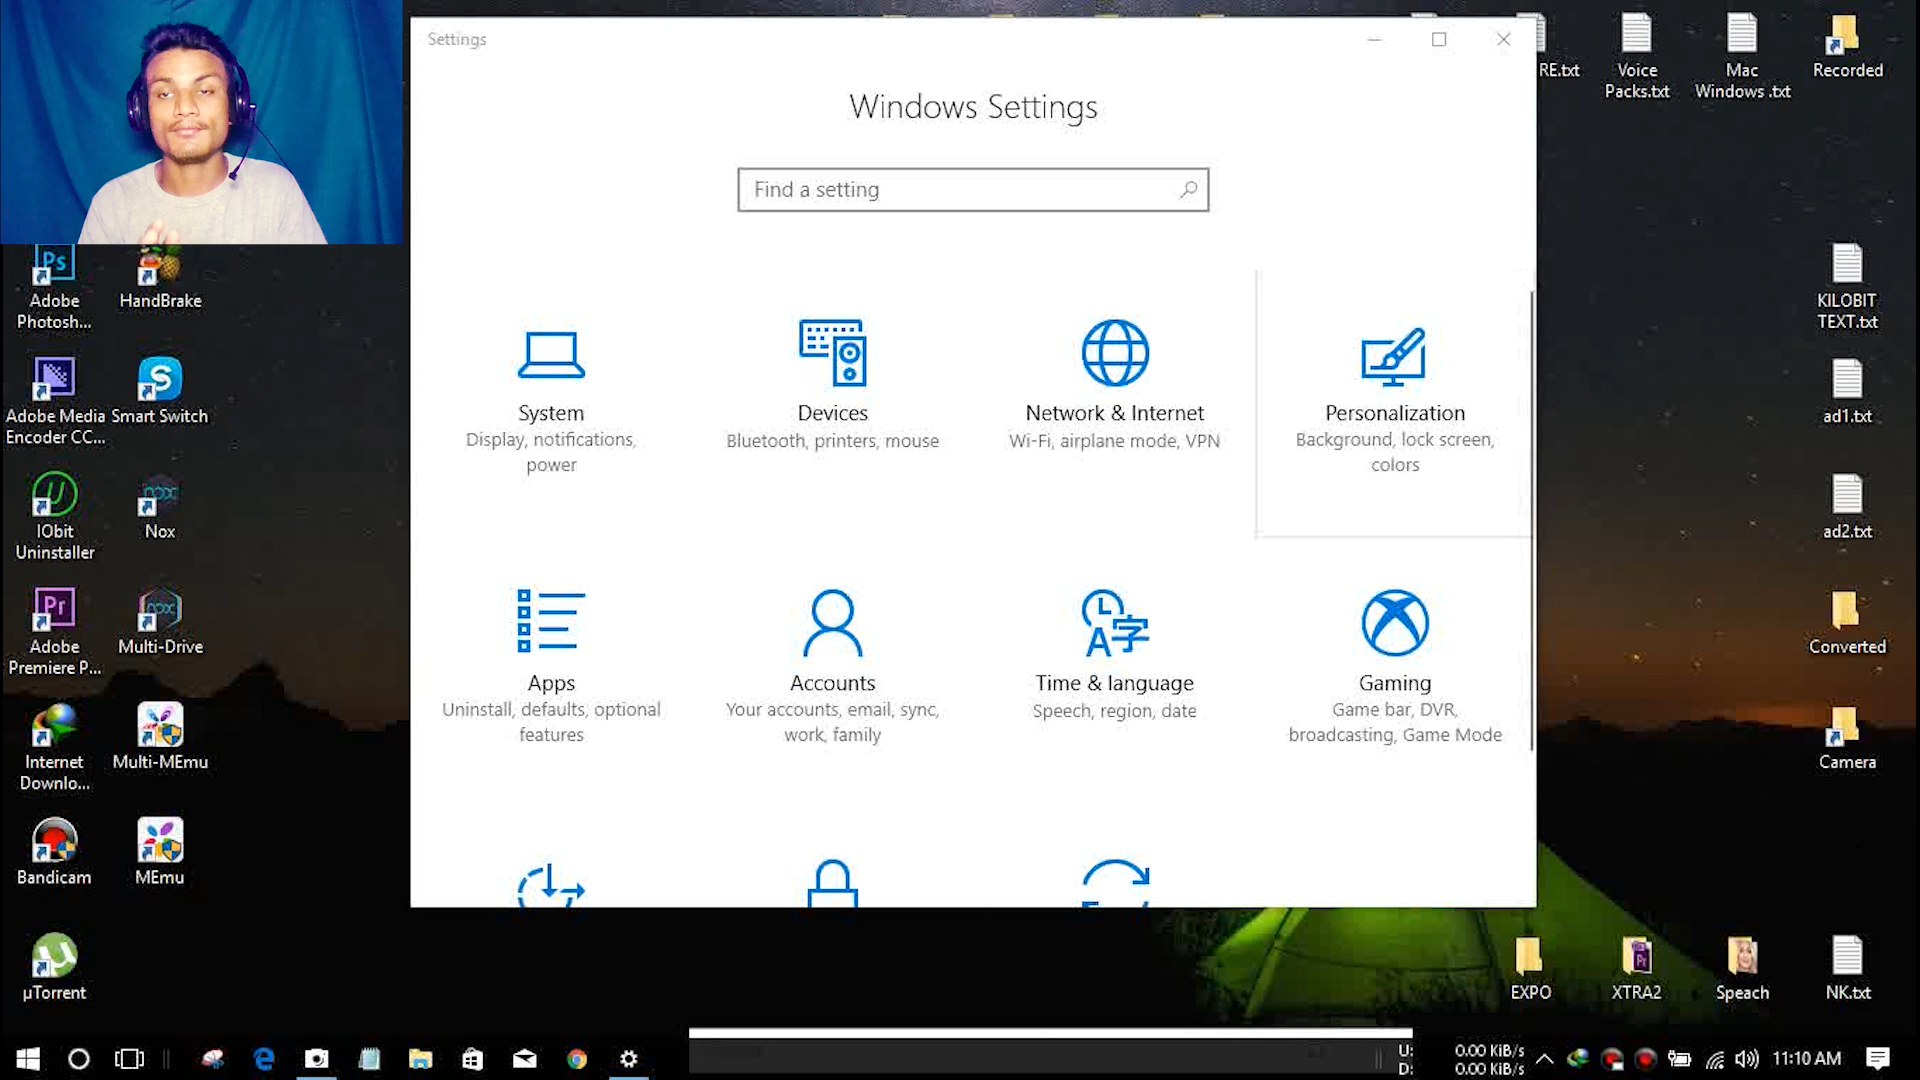 Settings
Windows Settings
Find a setting
System
Display, notifications,
power
Devices
Bluetooth, printers, mouse
Network & Internet
Wi-Fi, airplane mode, VPN
Personalization
Background, lock screen,
colors
Apps
Uninstall, defaults, optional
features
Accounts
Your accounts, email, sync,
work, family
Time & language
Speech, region, date
Gaming
Game bar, DVR,
broadcasting, Game Mode
RE.txt
Voice
Packs.txt
Mac
Windows .txt
Recorded
Ps
Adobe
Photosh...
HandBrake
Adobe Media
Encoder CC...
S
Smart Switch
IObit
Uninstaller
nox
Nox
Pr
Adobe
Premiere P...
nox
Multi-Drive
Internet
Downlo...
Multi-MEmu
Bandicam
MEmu
µTorrent
KILOBIT
TEXT.txt
ad1.txt
ad2.txt
Converted
Camera
EXPO
Pr
XTRA2
Speach
NK.txt
U: 0.00 KiB/s
D: 0.00 KiB/s
11:10 AM